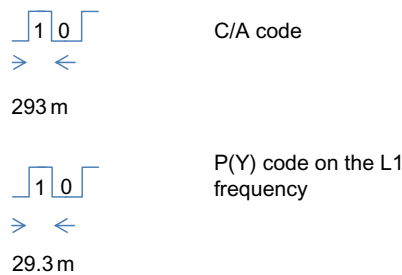 1 0
C/A code
293 m
P(Y) code on the L1
frequency
1 0
29.3 m